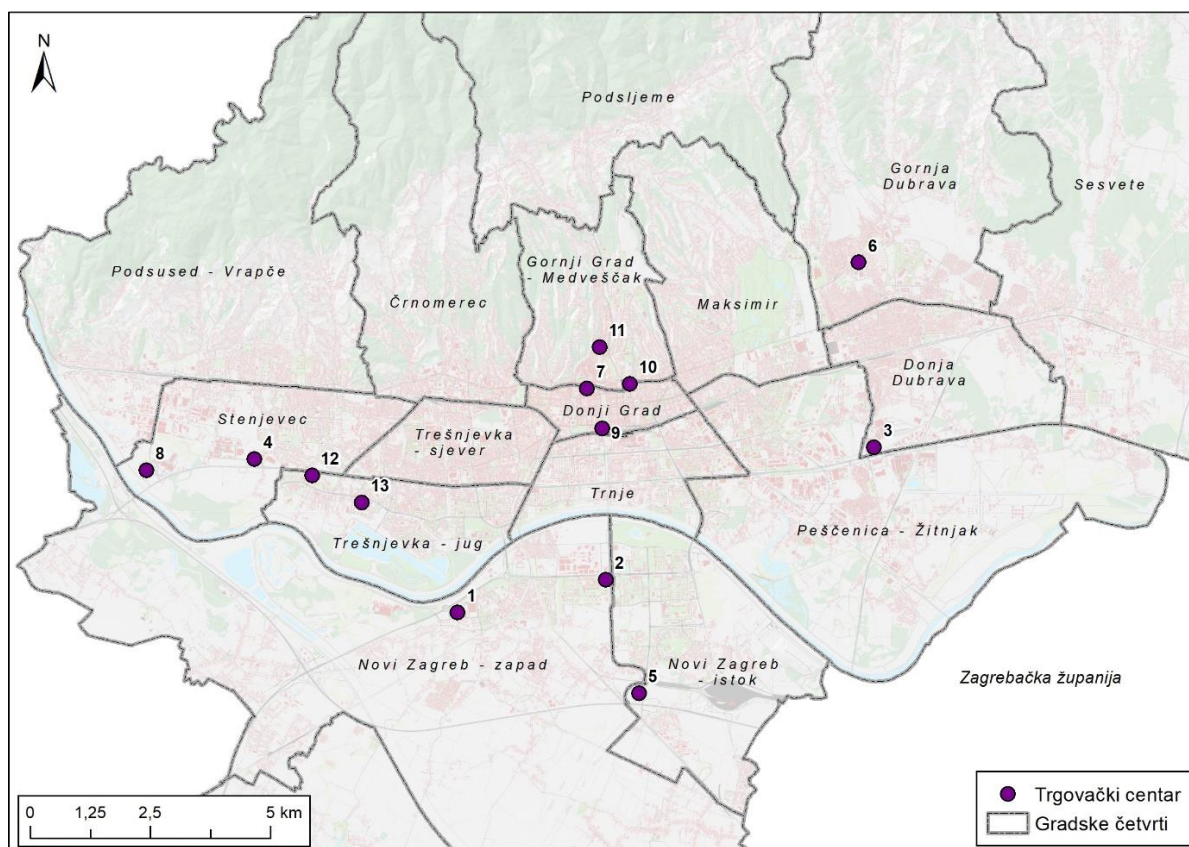 N
Podsljeme
Gornja
Dubrava
Sesvete
6
Podsused - Vrapče
Gornji Grad
- Medveščak
Črnomerec
Maksimir
11
10
7
Donja
Dubrava
Donji Grad
Stenjevec
9
Trešnjevka
- sjever
3
4
8
12
13
Trnje
Trešnjevka - jug
Peščenica - Žitnjak
2
1
Novi Zagreb - zapad
Novi Zagreb
- istok
5
Zagrebačka županija
Trgovački centar
Gradske četvrti
0 1,25 2,5 5 km